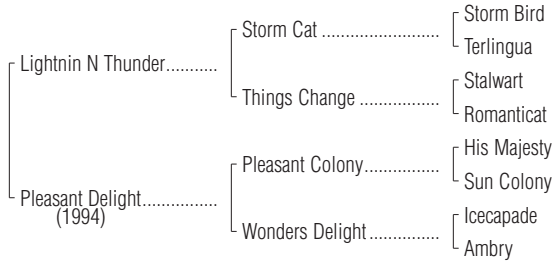 Storm Bird
Storm Cat ........................
Terlingua
Lightnin N Thunder...........
Stalwart
Things Change ................
Romanticat
His Majesty
Pleasant Colony...............
Sun Colony
Pleasant Delight...............
(1994)
Icecapade
Wonders Delight ..............
Ambry